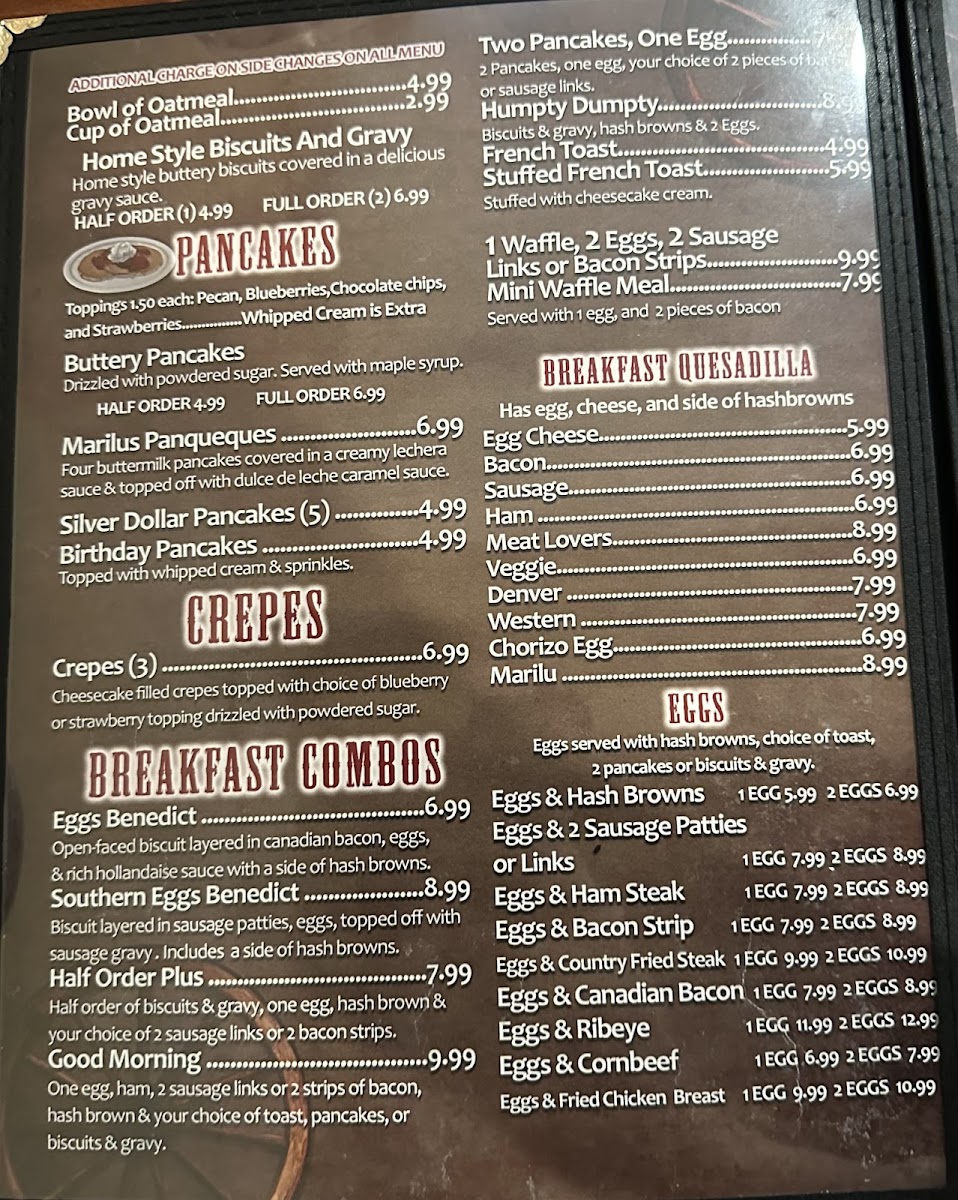 ADDITIONAL CHARGE ON SIDE CHANGES ON ALL MENU
Bowl of Oatmeal................................4.99
Cup of Oatmeal..................................2.99
Home Style Biscuits And Gravy
Home style buttery biscuits covered in a delicious
gravy sauce.
HALF ORDER (1) 4.99 FULL ORDER (2) 6.99
PANCAKES
Toppings 1.50 each: Pecan, Blueberries,Chocolate chips,
and Strawberries...............Whipped Cream is Extra
Buttery Pancakes
Drizzled with powdered sugar. Served with maple syrup.
HALF ORDER 4.99 FULL ORDER 6.99
Marilus Panqueques ........................6.99
Four buttermilk pancakes covered in a creamy lechera
sauce & topped off with dulce de leche caramel sauce.
Silver Dollar Pancakes (5) ...............4.99
Birthday Pancakes ............................4.99
Topped with whipped cream & sprinkles.
CREPES
Crepes (3) ..............................................6.99
Cheesecake filled crepes topped with choice of blueberry
or strawberry topping drizzled with powdered sugar.
BREAKFAST COMBOS
Eggs Benedict .......................................6.99
Open-faced biscuit layered in canadian bacon, eggs,
& rich hollandaise sauce with a side of hash browns.
Southern Eggs Benedict .....................8.99
Biscuit layered in sausage patties, eggs, topped off with
sausage gravy . Includes a side of hash browns.
Half Order Plus ......................................7.99
Half order of biscuits & gravy, one egg, hash brown &
your choice of 2 sausage links or 2 bacon strips.
Good Morning .......................................9.99
One egg, ham, 2 sausage links or 2 strips of bacon,
hash brown & your choice of toast, pancakes, or
biscuits & gravy.
Two Pancakes, One Egg...............
2 Pancakes, one egg, your choice of 2 pieces of
or sausage links.
Humpty Dumpty.............................8.99
Biscuits & gravy, hash browns & 2 Eggs.
French Toast.....................................4.99
Stuffed French Toast......................5.99
Stuffed with cheesecake cream.
1 Waffle, 2 Eggs, 2 Sausage
Links or Bacon Strips.......................9.99
Mini Waffle Meal..............................7.99
Served with 1 egg, and 2 pieces of bacon
BREAKFAST QUESADILLA
Has egg, cheese, and side of hashbrowns
Egg Cheese............................................5.99
Bacon.......................................................6.99
Sausage...................................................6.99
Ham ........................................................6.99
Meat Lovers...........................................8.99
Veggie.....................................................6.99
Denver ...................................................7.99
Western .................................................7.99
Chorizo Egg............................................6.99
Marilu .....................................................8.99
EGGS
Eggs served with hash browns, choice of toast,
2 pancakes or biscuits & gravy.
Eggs & Hash Browns 1 EGG 5.99 2 EGGS 6.99
Eggs & 2 Sausage Patties
or Links 1 EGG 7.99 2 EGGS 8.99
Eggs & Ham Steak 1 EGG 7.99 2 EGGS 8.99
Eggs & Bacon Strip 1 EGG 7.99 2 EGGS 8.99
Eggs & Country Fried Steak 1 EGG 9.99 2 EGGS 10.99
Eggs & Canadian Bacon 1 EGG 7.99 2 EGGS 8.99
Eggs & Ribeye 1 EGG 11.99 2 EGGS 12.99
Eggs & Cornbeef 1 EGG 6.99 2 EGGS 7.99
Eggs & Fried Chicken Breast 1 EGG 9.99 2 EGGS 10.99